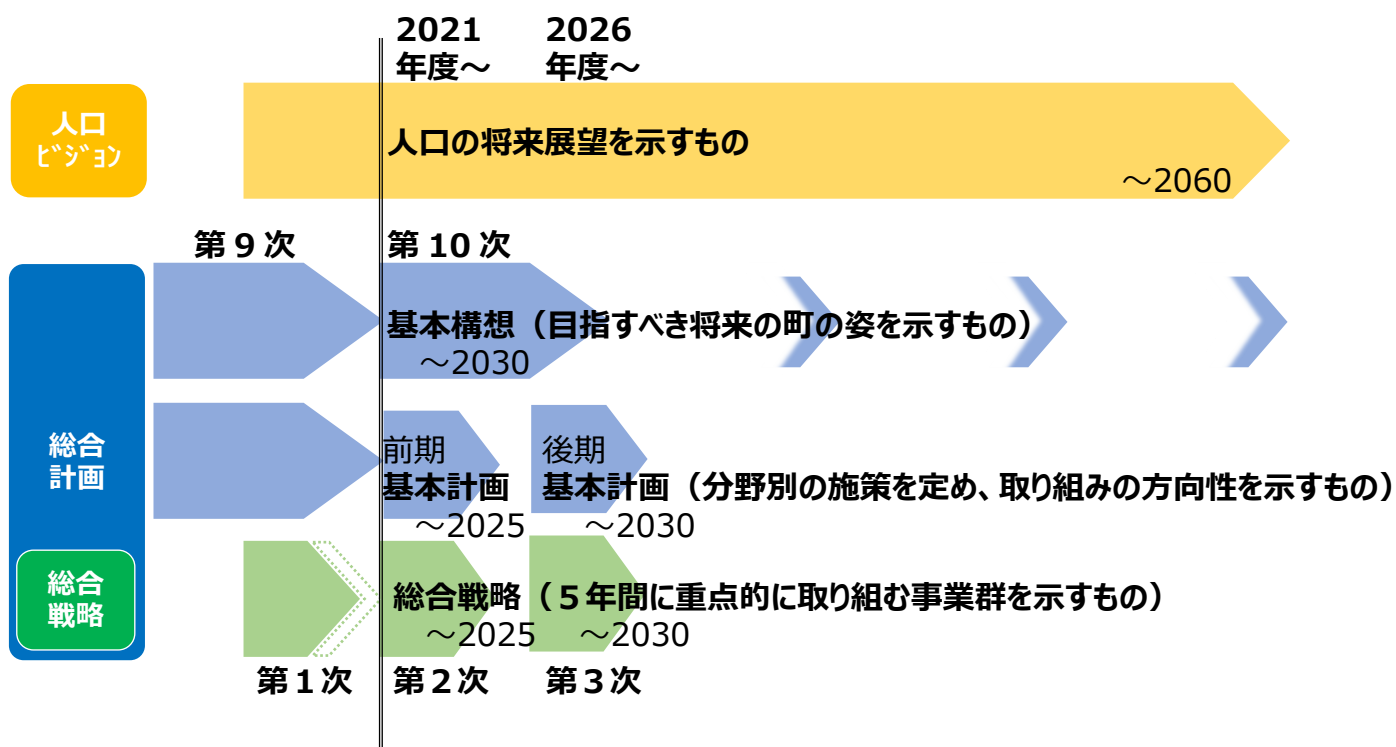 2021
年度～
2026
年度～
人口
ﾋﾞｼﾞｮﾝ
人口の将来展望を示すもの
～2060
第９次
第10次
基本構想（目指すべき将来の町の姿を示すもの）
～2030
総合
計画
前期
基本計画
～2025
後期
基本計画（分野別の施策を定め、取り組みの方向性を示すもの）
～2030
総合
戦略
総合戦略（５年間に重点的に取り組む事業群を示すもの）
～2025
～2030
第１次
第２次
第３次